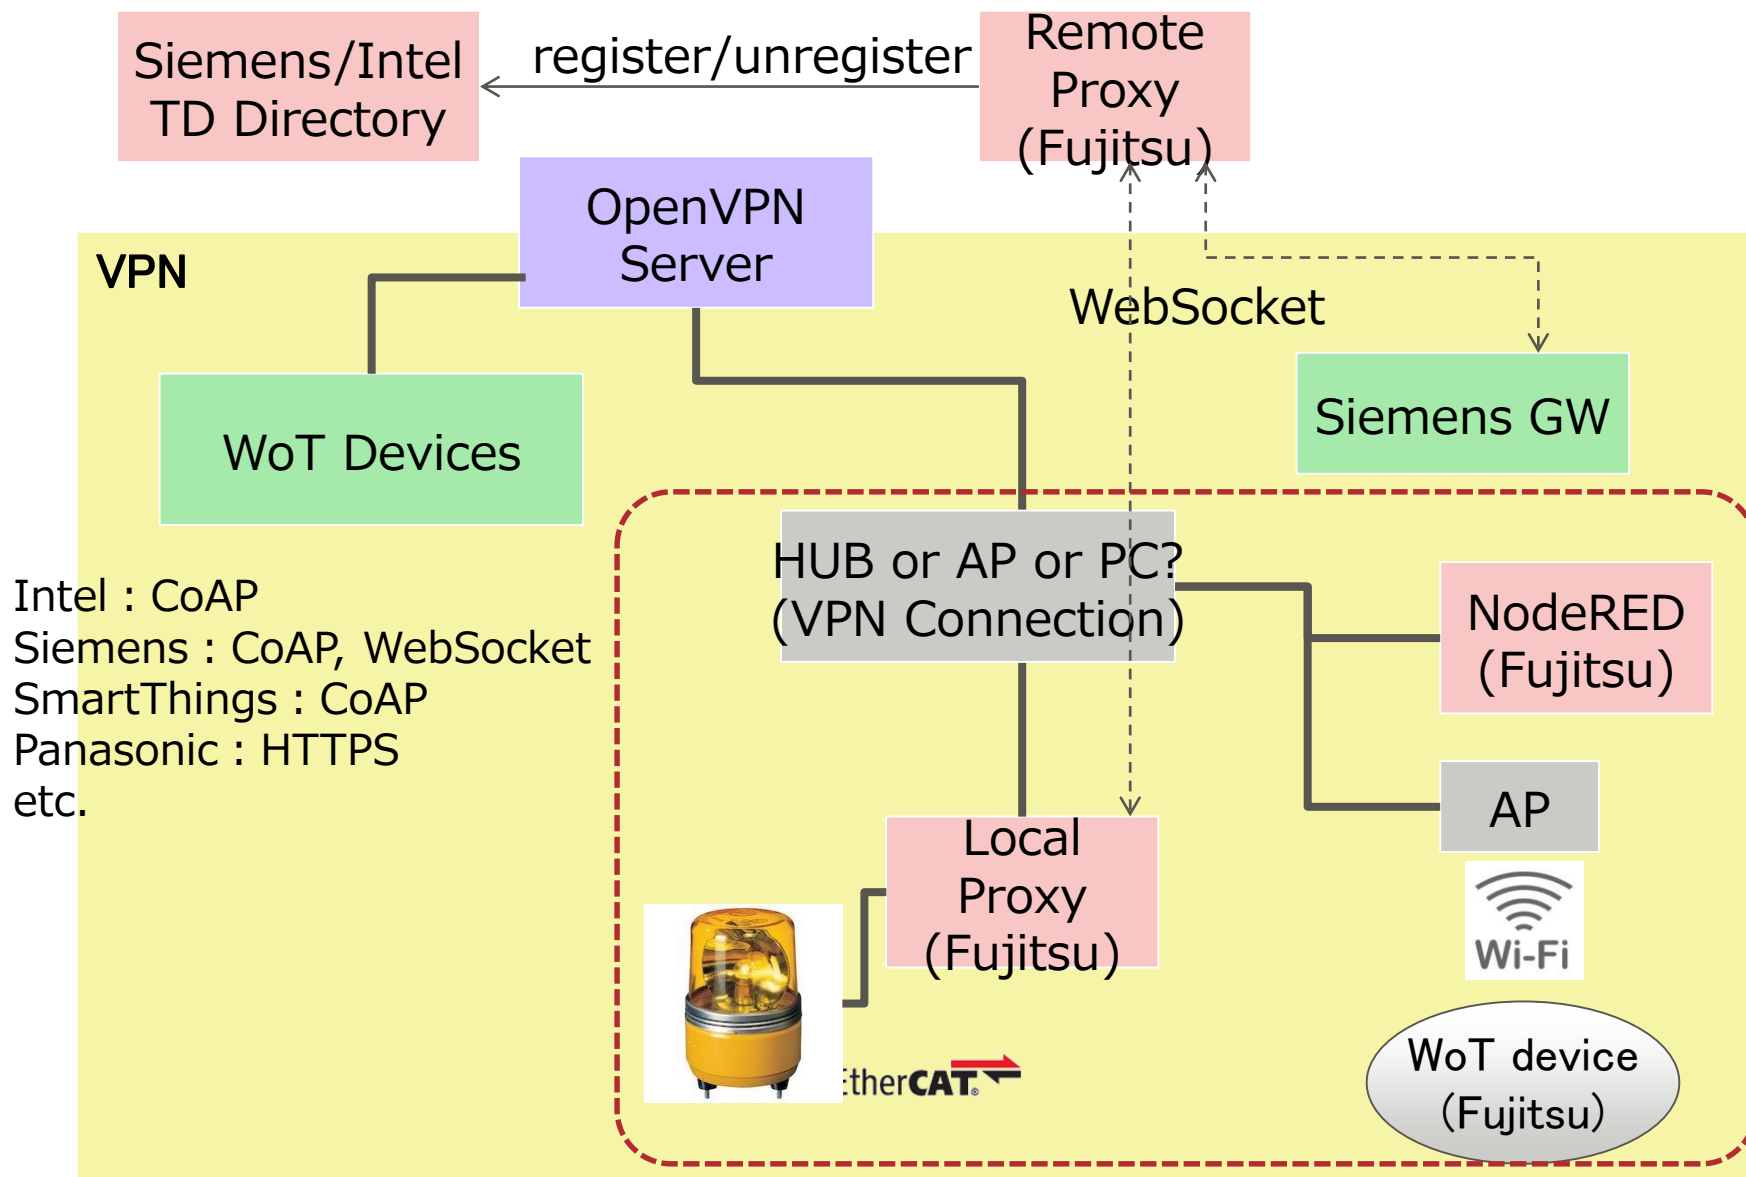 Siemens/Intel
TD Directory
register/unregister
Remote
Proxy
(Fujitsu)
OpenVPN
Server
VPN
WebSocket
WoT Devices
Siemens GW
HUB or AP or PC?
(VPN Connection)
Intel : CoAP
Siemens : CoAP, WebSocket
SmartThings : CoAP
Panasonic : HTTPS
etc.
NodeRED
(Fujitsu)
AP
Wi-Fi
Local
Proxy
(Fujitsu)
EtherCAT®
WoT device
(Fujitsu)